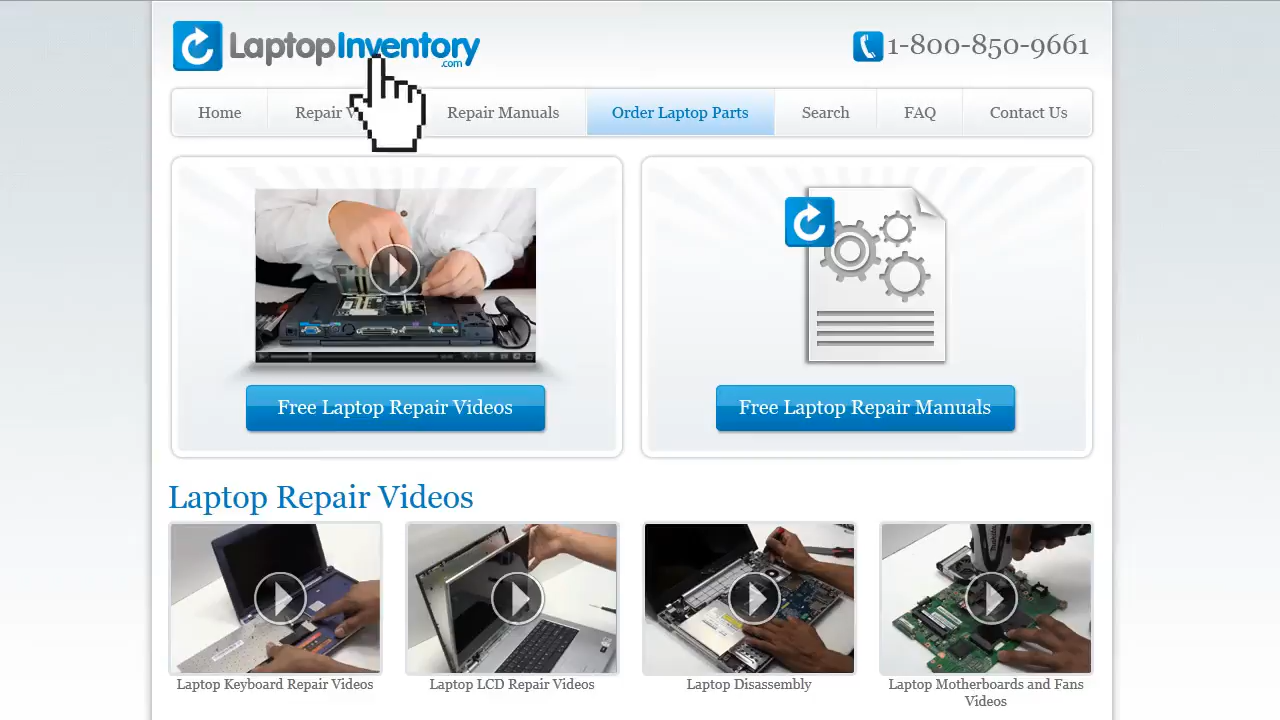 LaptopInventory
.com
1-800-850-9661
Home
Repair V
Repair Manuals
Order Laptop Parts
Search
FAQ
Contact Us
Free Laptop Repair Videos
Free Laptop Repair Manuals
Laptop Repair Videos
Laptop Keyboard Repair Videos
Laptop LCD Repair Videos
Laptop Disassembly
Laptop Motherboards and Fans
Videos